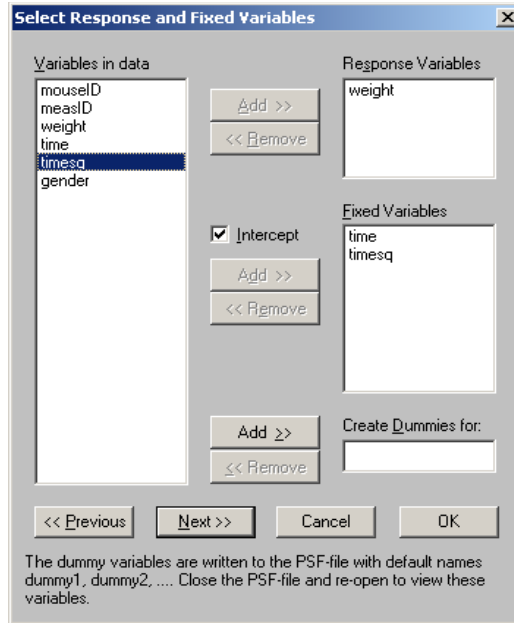 Select Response and Fixed Variables
Variables in data
mouseID
measID
weight
time
timesq
gender
Add >>
<< Remove
Response Variables
weight
Intercept
Add >>
<< Remove
Fixed Variables
time
timesq
Add >>
<< Remove
Create Dummies for:
<< Previous
Next >>
Cancel
OK
The dummy variables are written to the PSF-file with default names
dummy1, dummy2, .... Close the PSF-file and re-open to view these
variables.